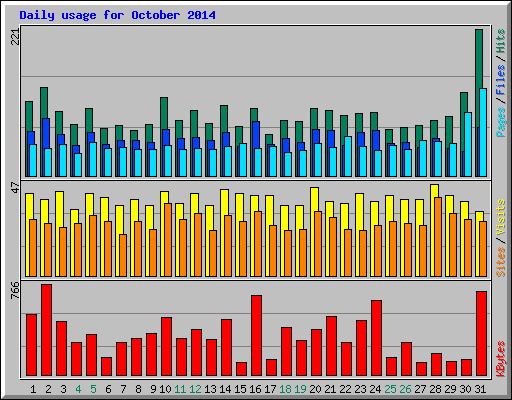 Daily usage for October 2014
221
Pages / Files / Hits
47
Sites / Visits
766
KBytes
1 2 3 4 5 6 7 8 9 10 11 12 13 14 15 16 17 18 19 20 21 22 23 24 25 26 27 28 29 30 31